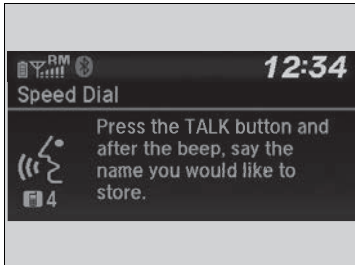 RM
12:34
Speed Dial
Press the TALK button and
after the beep, say the
name you would like to
store.
4